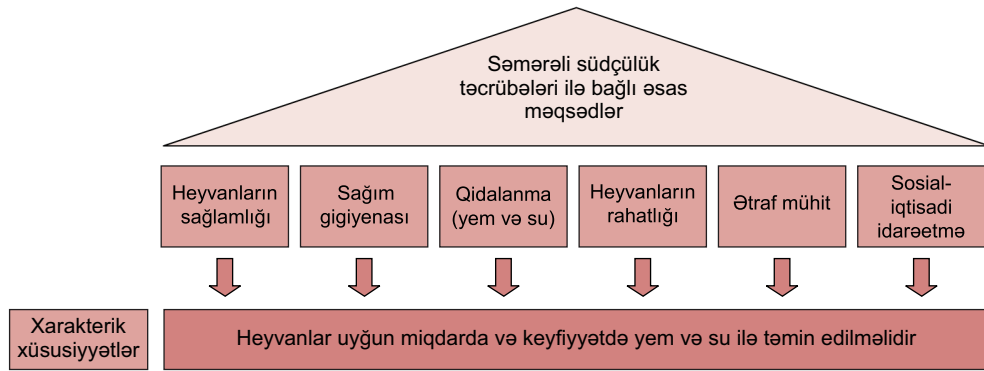 Səmərəli südçülük
təcrübələri ilə bağlı əsas
məqsədlər
Heyvanların
sağlamlığı
Sağım
gigiyenası
Qidalanma
(yem və su)
Heyvanların
rahatlığı
Ətraf mühit
Sosial-
iqtisadi
idarəetmə
Xarakterik
xüsusiyyətlər
Heyvanlar uyğun miqdarda və keyfiyyətdə yem və su ilə təmin edilməlidir